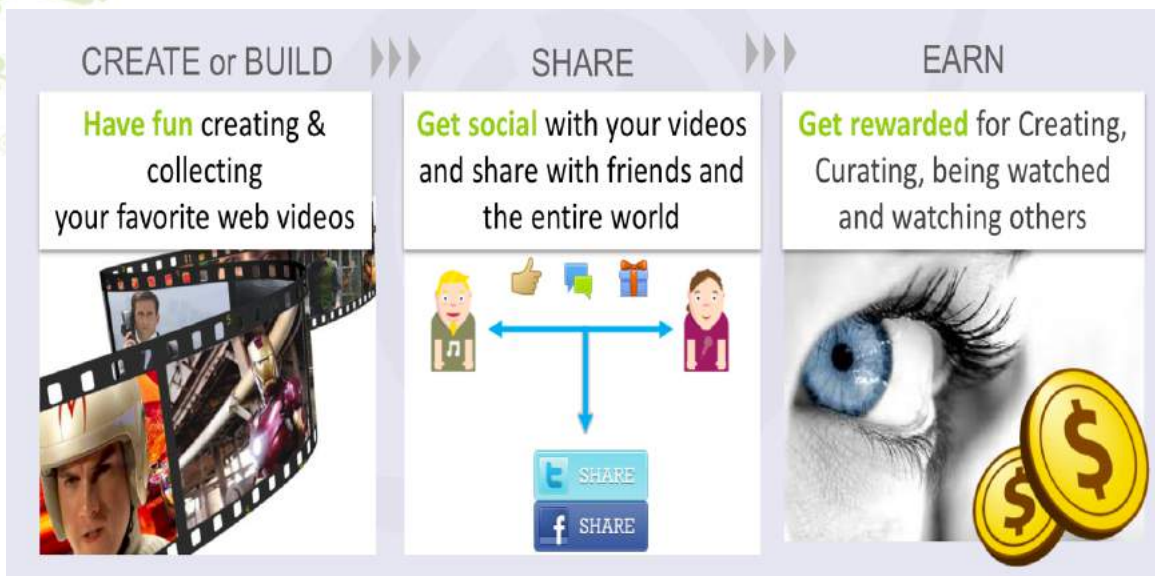 CREATE or BUILD
SHARE
EARN
Have fun creating &
collecting
your favorite web videos
Get social with your videos
and share with friends and
the entire world
Get rewarded for Creating,
Curating, being watched
and watching others
M
t SHARE
f SHARE
$
$